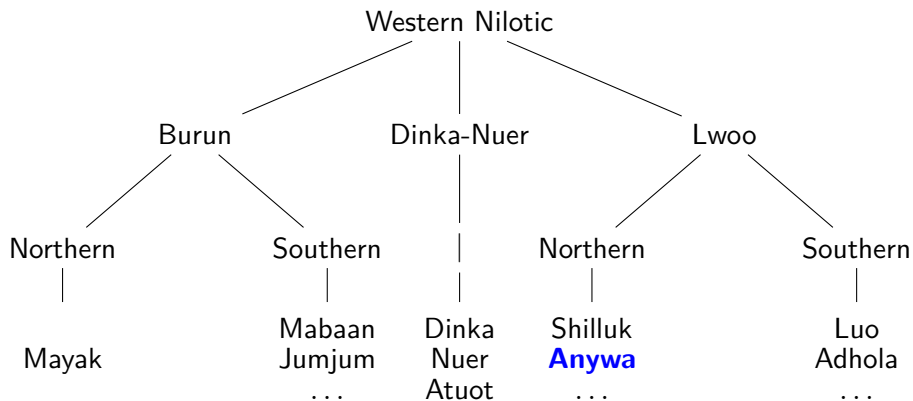 Western Nilotic
Burun Dinka-Nuer Lwoo
Northern Southern Northern Southern
Mabaan Dinka Shilluk Luo
Mayak Jumjum Nuer Anywa Adhola
... Atuot ... ...